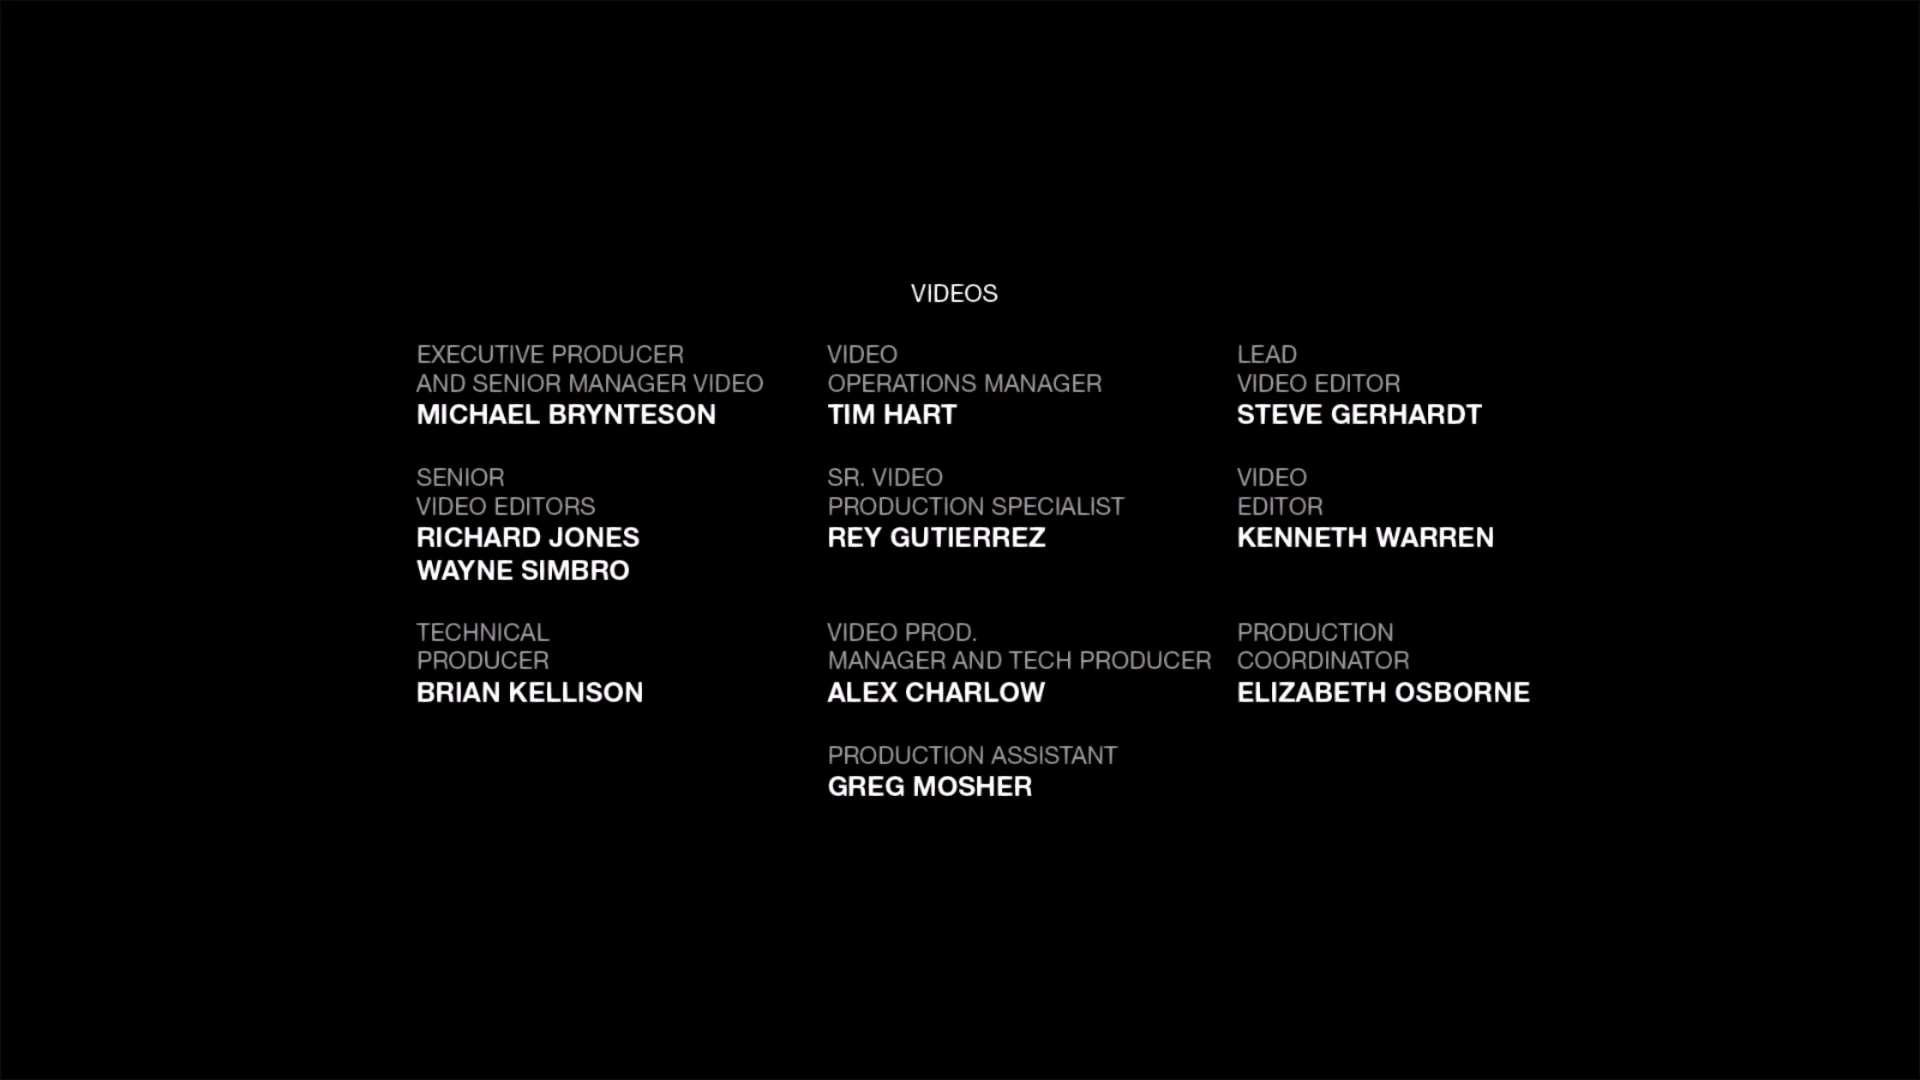 VIDEOS
EXECUTIVE PRODUCER
AND SENIOR MANAGER VIDEO
MICHAEL BRYNTESON
VIDEO
OPERATIONS MANAGER
TIM HART
LEAD
VIDEO EDITOR
STEVE GERHARDT
SENIOR
VIDEO EDITORS
RICHARD JONES
WAYNE SIMBRO
SR. VIDEO
PRODUCTION SPECIALIST
REY GUTIERREZ
VIDEO
EDITOR
KENNETH WARREN
TECHNICAL
PRODUCER
BRIAN KELLISON
VIDEO PROD.
MANAGER AND TECH PRODUCER
ALEX CHARLOW
PRODUCTION
COORDINATOR
ELIZABETH OSBORNE
PRODUCTION ASSISTANT
GREG MOSHER